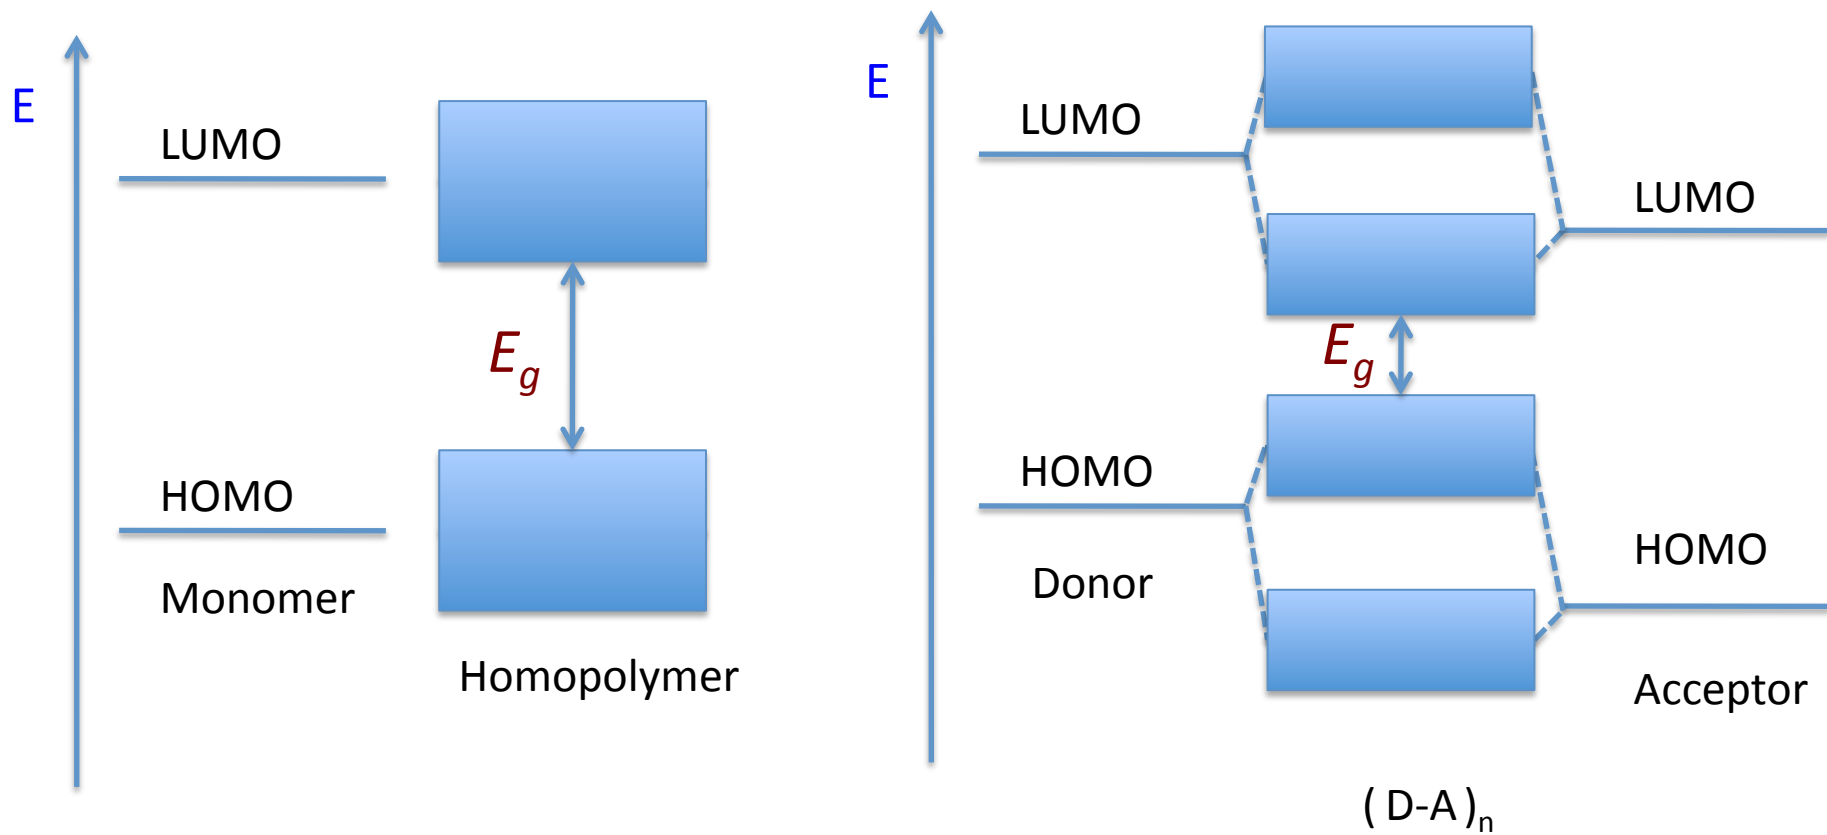 E
LUMO
E_g
HOMO
Monomer
Homopolymer
E
LUMO
LUMO
E_g
HOMO
HOMO
Donor
Acceptor
( D-A )_n